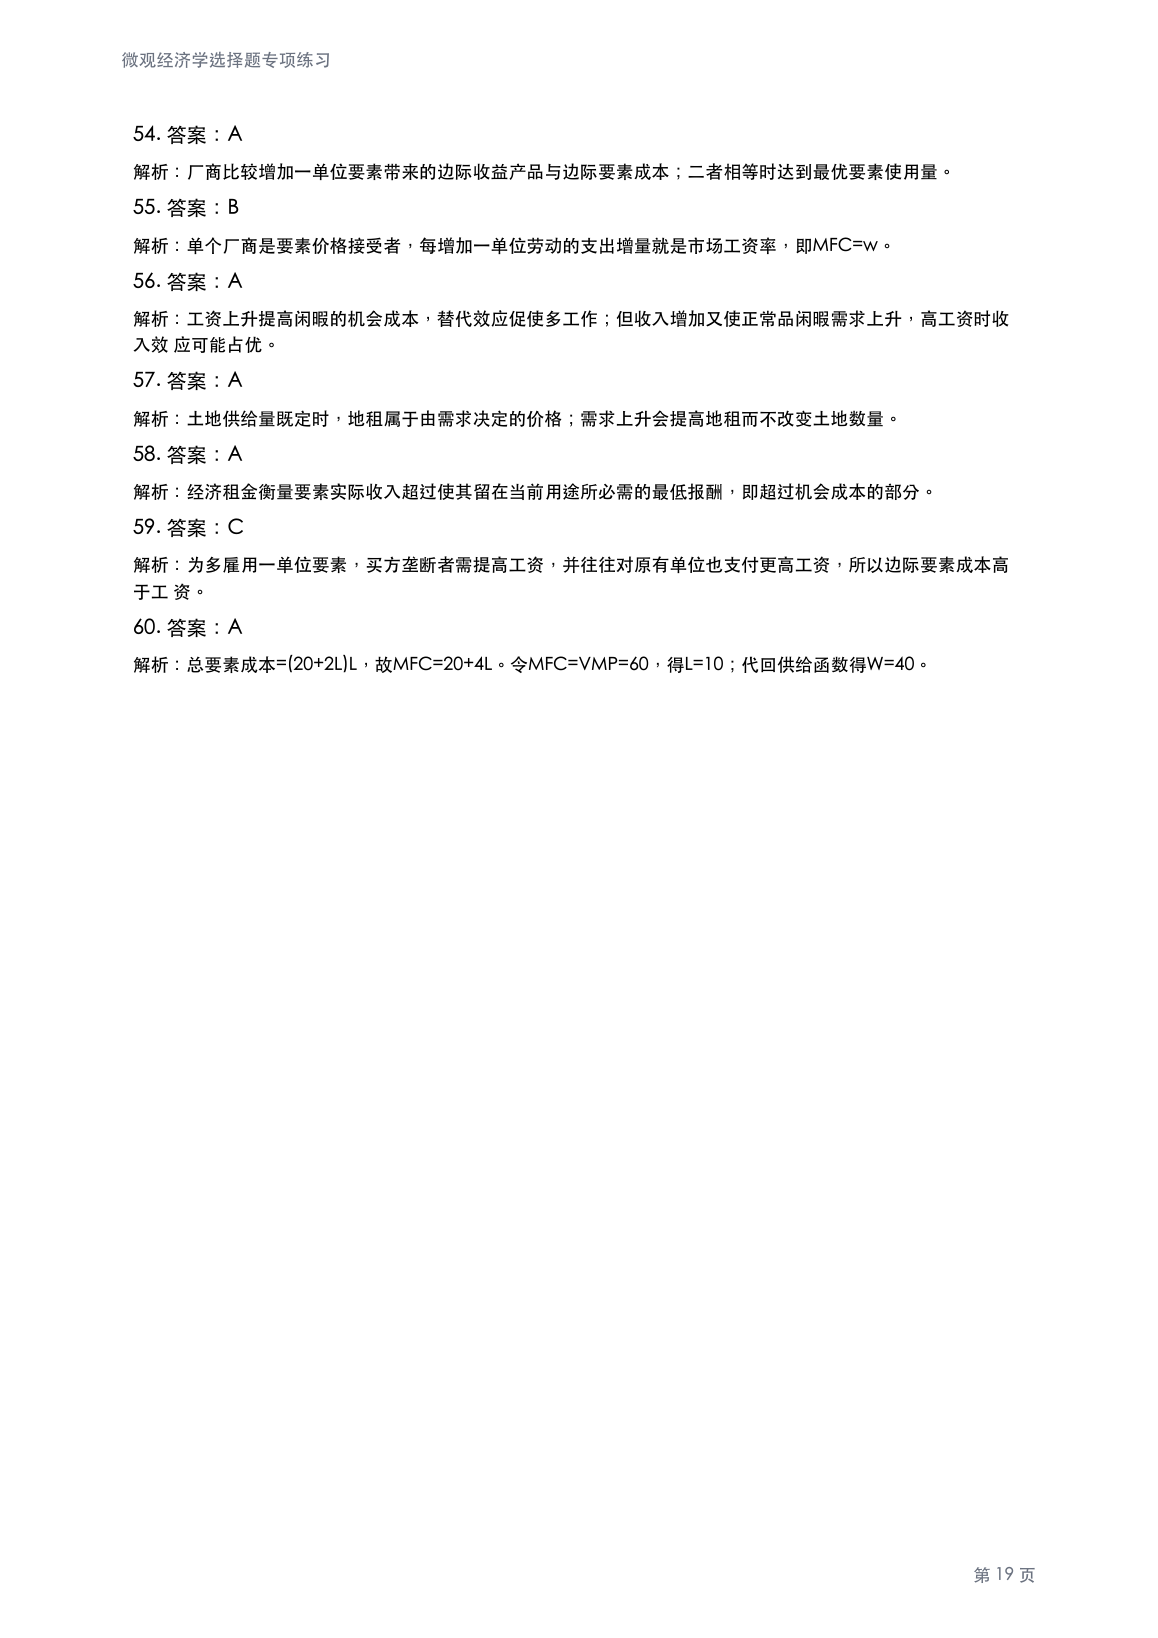 微观经济学选择题专项练习
54. 答案：A
解析：厂商比较增加一单位要素带来的边际收益产品与边际要素成本；二者相等时达到最优要素使用量。
55. 答案：B
解析：单个厂商是要素价格接受者，每增加一单位劳动的支出增量就是市场工资率，即MFC=w。
56. 答案：A
解析：工资上升提高闲暇的机会成本，替代效应促使多工作；但收入增加又使正常品闲暇需求上升，高工资时收
入效 应可能占优。
57. 答案：A
解析：土地供给量既定时，地租属于由需求决定的价格；需求上升会提高地租而不改变土地数量。
58. 答案：A
解析：经济租金衡量要素实际收入超过使其留在当前用途所必需的最低报酬，即超过机会成本的部分。
59. 答案：C
解析：为多雇用一单位要素，买方垄断者需提高工资，并往往对原有单位也支付更高工资，所以边际要素成本高
于工 资。
60. 答案：A
解析：总要素成本=(20+2L)L，故MFC=20+4L。令MFC=VMP=60，得L=10；代回供给函数得W=40。
第 19 页